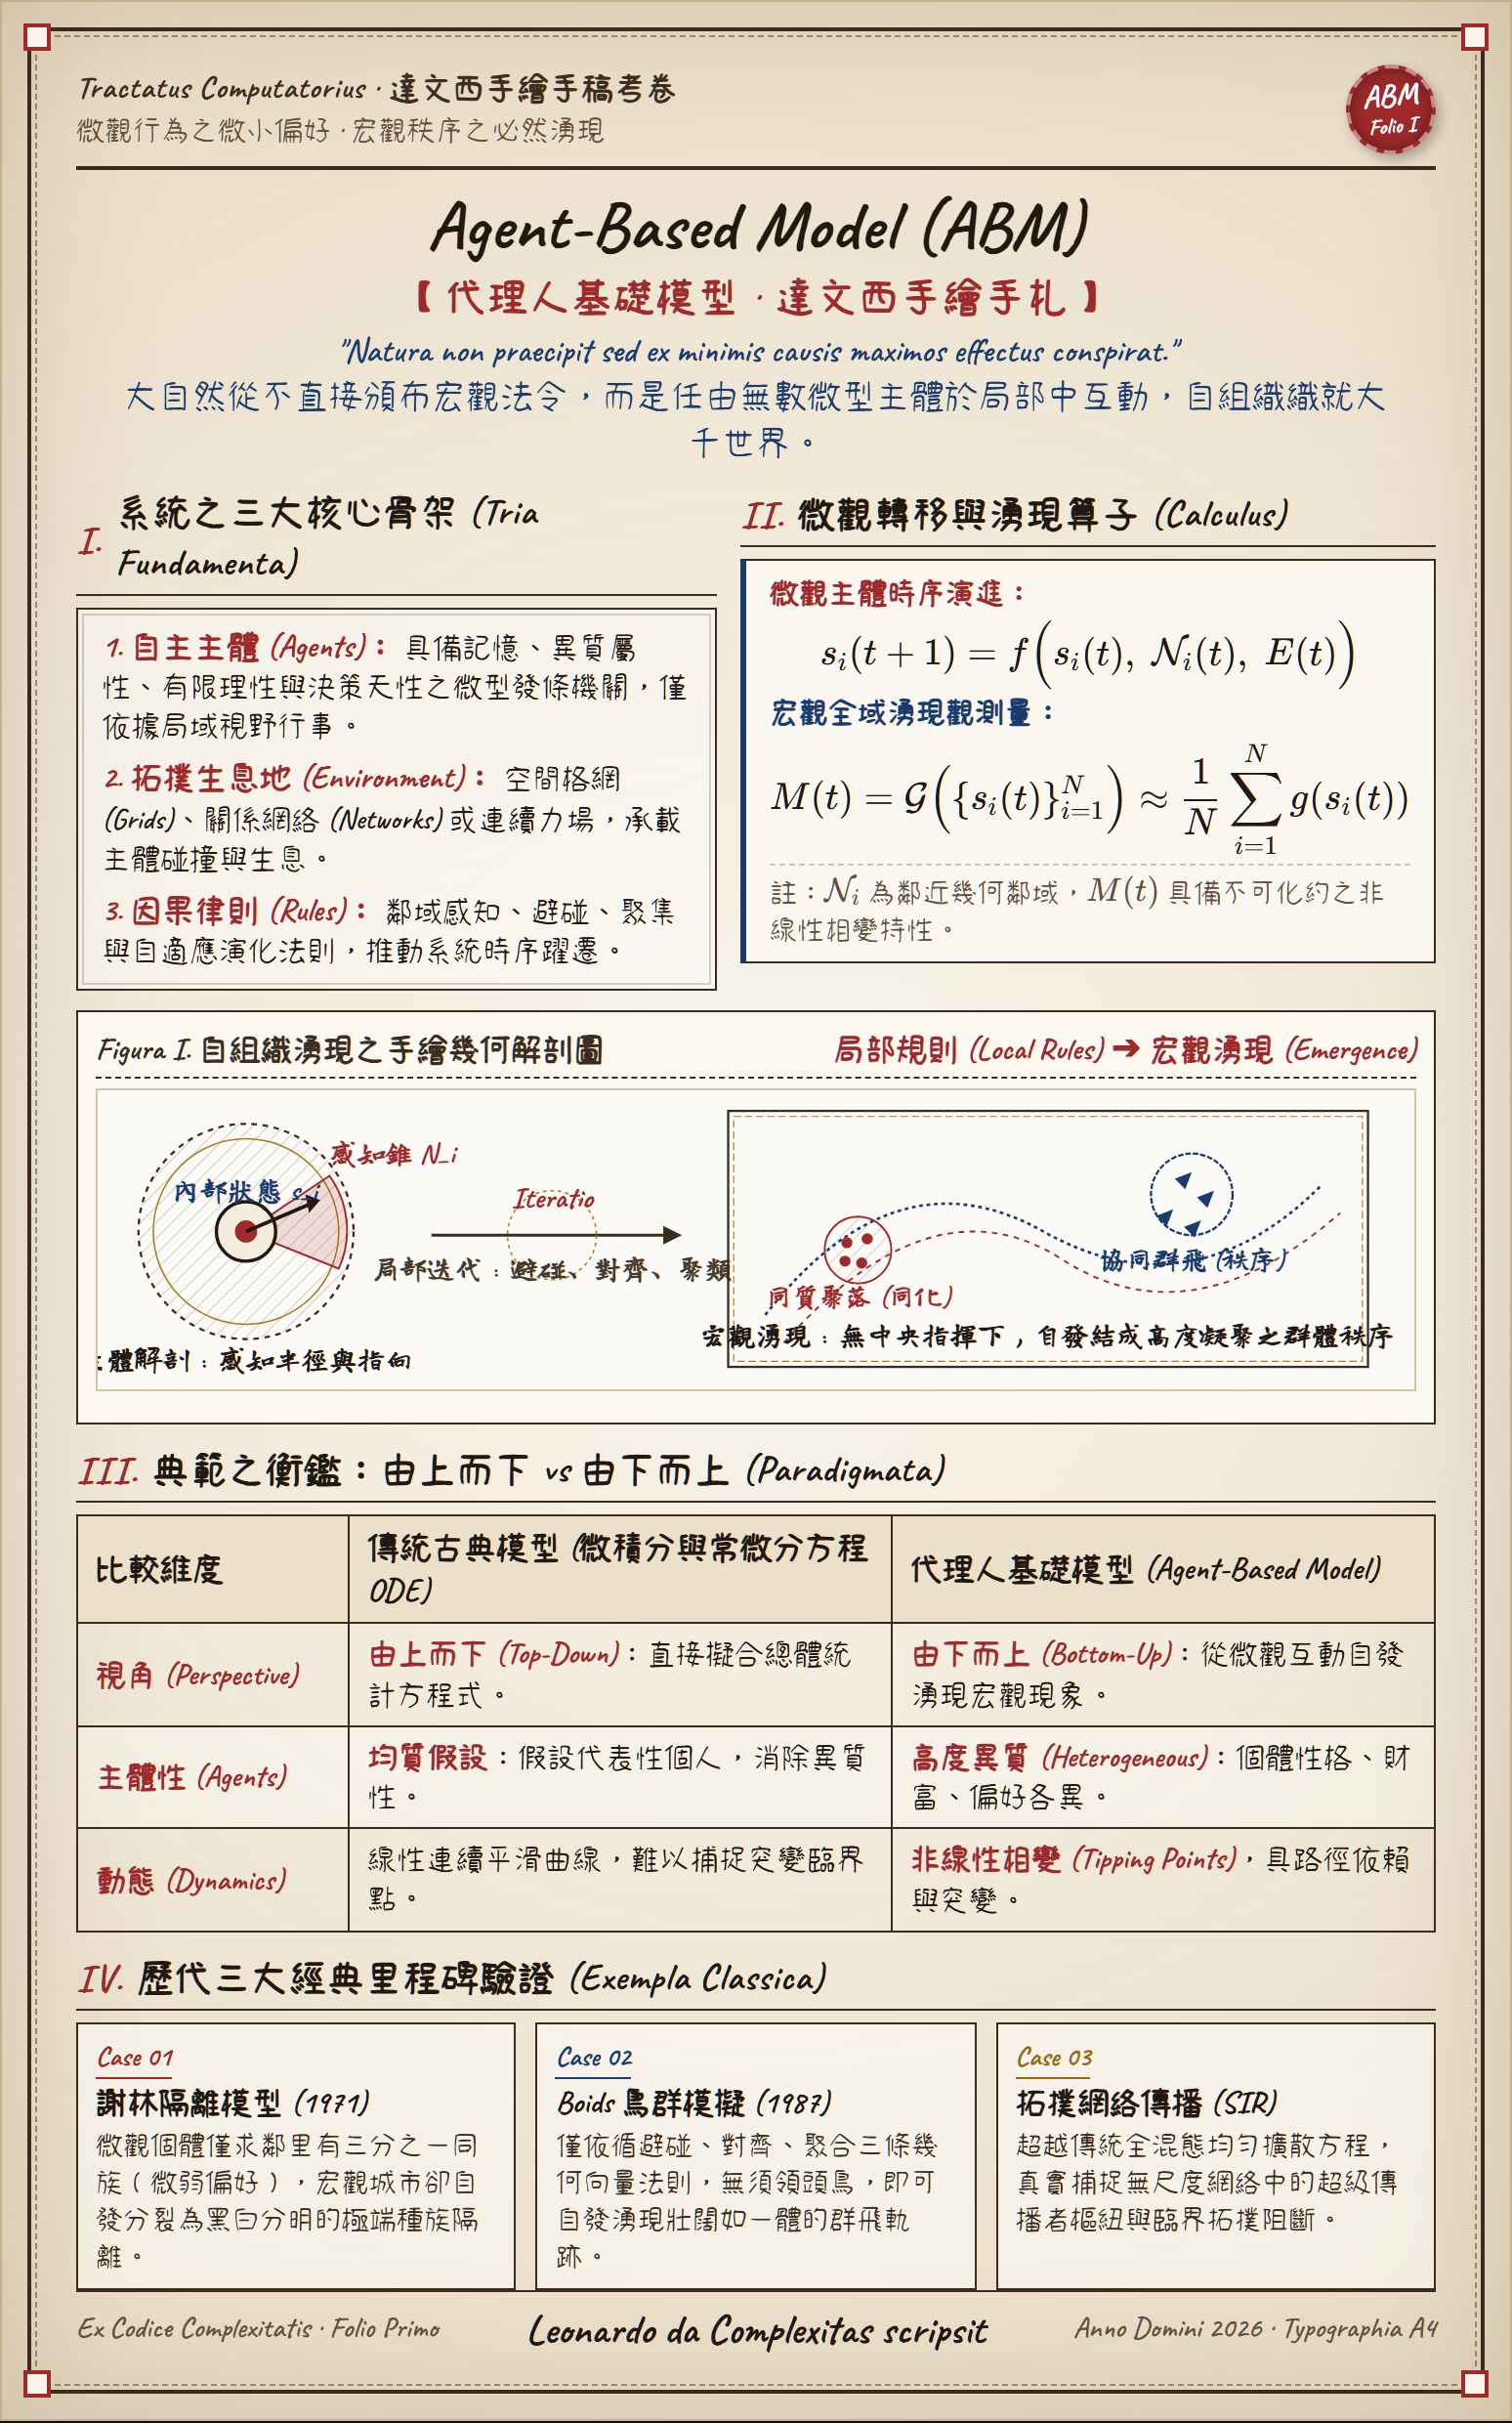 Tractatus Computatorius · 達文西手繪手稿考卷
微觀行為之微小偏好 · 宏觀秩序之必然湧現
ABM
Folio I
Agent-Based Model (ABM)
【 代理人基礎模型 · 達文西手繪手札 】
"Natura non praecipit sed ex minimis causis maximos effectus conspirat."
大自然從不直接頒布宏觀法令，而是任由無數微型主體於局部中互動，自組織織就大
千世界。
I. 系統之三大核心骨架 (Tria
Fundamenta)
1. 自主主體 (Agents)： 具備記憶、異質屬
性、有限理性與決策天性之微型發條機關，僅
依據局域視野行事。
2. 拓撲生息地 (Environment)： 空間格網
(Grids)、關係網絡 (Networks) 或連續力場，承載
主體碰撞與生息。
3. 因果律則 (Rules)： 鄰域感知、避碰、聚集
與自適應演化法則，推動系統時序躍遷。
II. 微觀轉移與湧現算子 (Calculus)
微觀主體時序演進：
s_i(t + 1) = f(s_i(t), 𝒩_i(t), E(t))
宏觀全域湧現觀測量：
M(t) = 𝒢({s_i(t)}_{i=1}^N) ≈ \frac{1}{N} \sum_{i=1}^{N} g(s_i(t))
註：𝒩_i 為鄰近幾何鄰域，M(t) 具備不可化約之非
線性相變特性。
Figura I. 自組織湧現之手繪幾何解剖圖
局部規則 (Local Rules) ➔ 宏觀湧現 (Emergence)
感知錐 N_i
內部狀態 s_i
體解剖：感知半徑與指向
Iteratio
局部迭代：避碰、對齊、聚類
同質聚落 (同化)
協同群飛 (秩序)
宏觀湧現：無中央指揮下，自發結成高度凝聚之群體秩序
III. 典範之衡鑑：由上而下 vs 由下而上 (Paradigmata)
比較維度
傳統古典模型 (微積分與常微分方程
ODE)
代理人基礎模型 (Agent-Based Model)
視角 (Perspective)
由上而下 (Top-Down)：直接擬合總體統
計方程式。
由下而上 (Bottom-Up)：從微觀互動自發
湧現宏觀現象。
主體性 (Agents)
均質假設：假設代表性個人，消除異質
性。
高度異質 (Heterogeneous)：個體性格、財
富、偏好各異。
動態 (Dynamics)
線性連續平滑曲線，難以捕捉突變臨界
點。
非線性相變 (Tipping Points)，具路徑依賴
與突變。
IV. 歷代三大經典里程碑驗證 (Exempla Classica)
Case 01
謝林隔離模型 (1971)
微觀個體僅求鄰里有三分之一同
族（微弱偏好），宏觀城市卻自
發分裂為黑白分明的極端種族隔
離。
Case 02
Boids 鳥群模擬 (1987)
僅依循避碰、對齊、聚合三條幾
何向量法則，無須領頭鳥，即可
自發湧現壯闊如一體的群飛軌
跡。
Case 03
拓撲網絡傳播 (SIR)
超越傳統全混態均勻擴散方程，
真實捕捉無尺度網絡中的超級傳
播者樞紐與臨界拓撲阻斷。
Ex Codice Complexitatis · Folio Primo
Leonardo da Complexitas scripsit
Anno Domini 2026 · Typographia A4